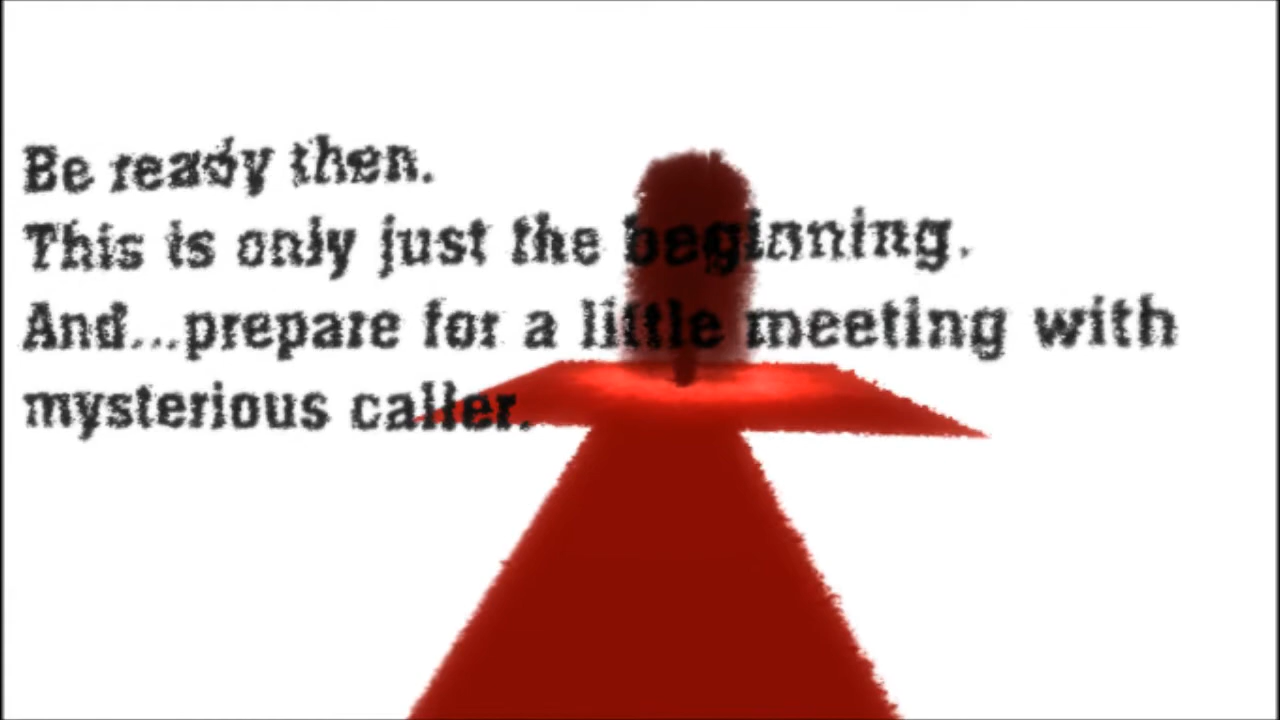 Be ready then.
This is only just the beginning.
And...prepare for a little meeting with
mysterious caller.